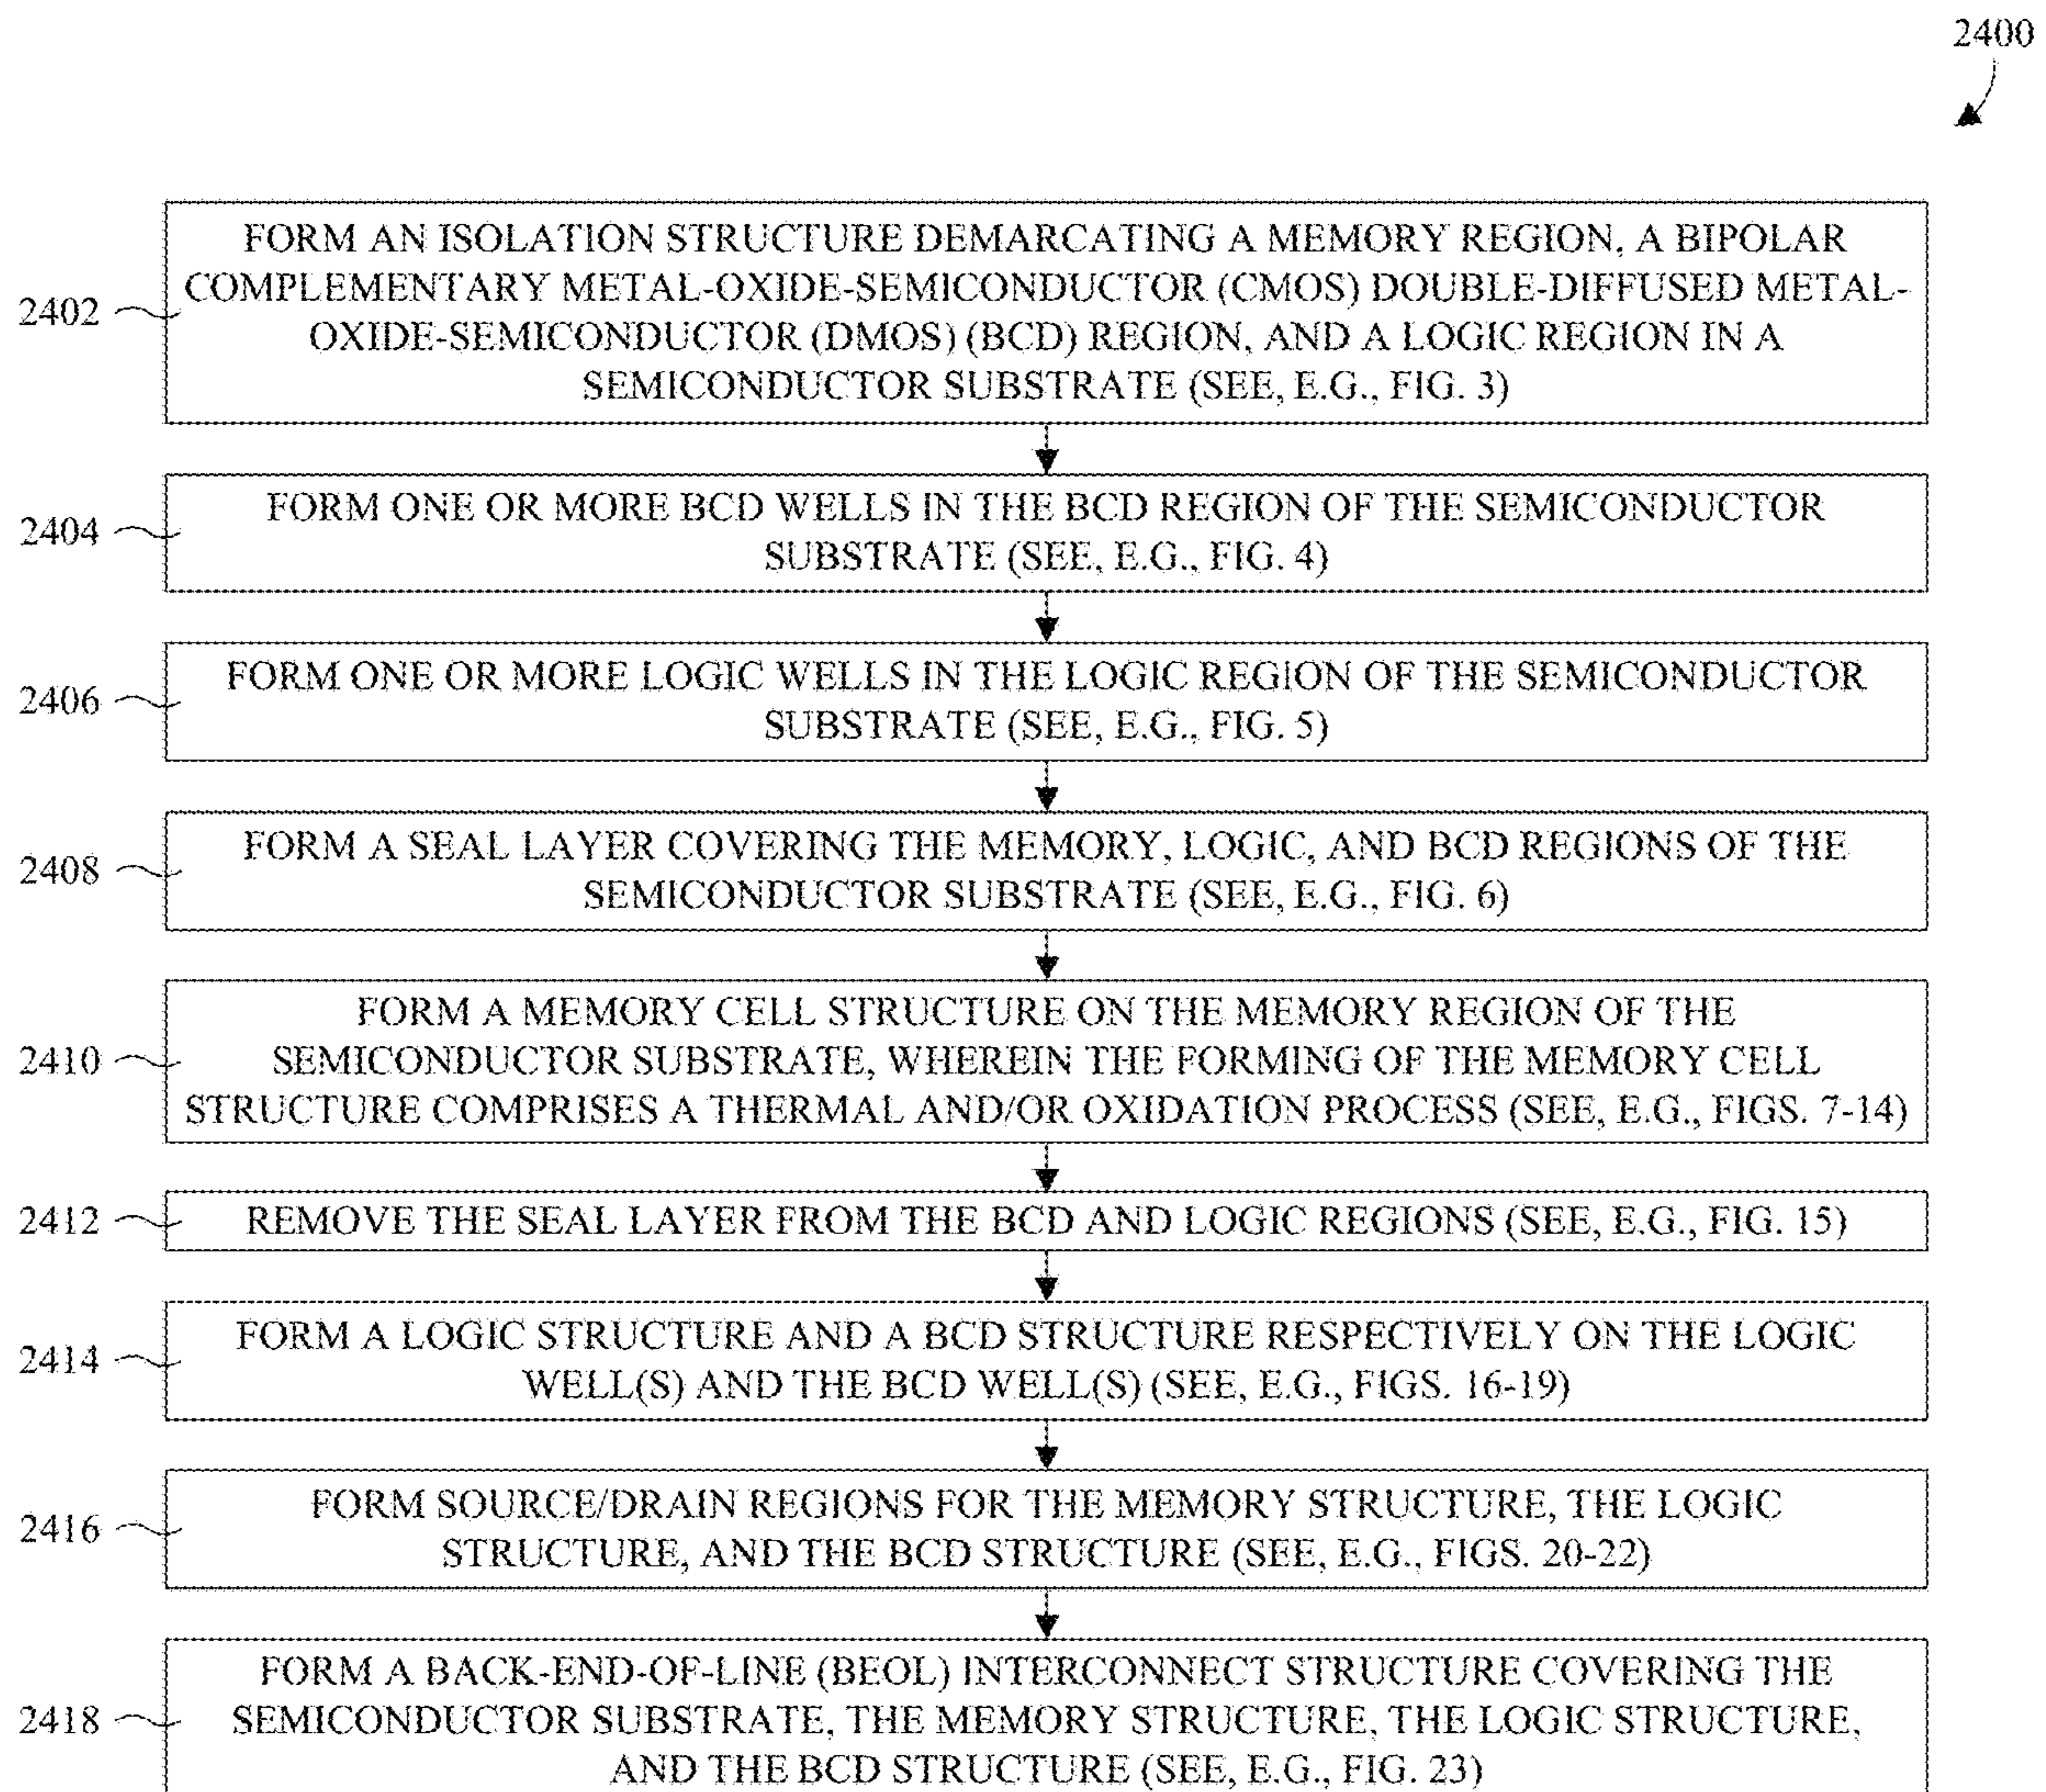 2400
FORM AN ISOLATION STRUCTURE DEMARCATING A MEMORY REGION, A BIPOLAR
COMPLEMENTARY METAL-OXIDE-SEMICONDUCTOR (CMOS) DOUBLE-DIFFUSED METAL-
2402
OXIDE-SEMICONDUCTOR (DMOS) (BCD) REGION, AND A LOGIC REGION IN A
SEMICONDUCTOR SUBSTRATE (SEE, E.G., FIG. 3)
2404
FORM ONE OR MORE BCD WELLS IN THE BCD REGION OF THE SEMICONDUCTOR
SUBSTRATE (SEE, E.G., FIG. 4)
2406
FORM ONE OR MORE LOGIC WELLS IN THE LOGIC REGION OF THE SEMICONDUCTOR
SUBSTRATE (SEE, E.G., FIG. 5)
2408
FORM A SEAL LAYER COVERING THE MEMORY, LOGIC, AND BCD REGIONS OF THE
SEMICONDUCTOR SUBSTRATE (SEE, E.G., FIG. 6)
2410
FORM A MEMORY CELL STRUCTURE ON THE MEMORY REGION OF THE
SEMICONDUCTOR SUBSTRATE, WHEREIN THE FORMING OF THE MEMORY CELL
STRUCTURE COMPRISES A THERMAL AND/OR OXIDATION PROCESS (SEE, E.G., FIGS. 7-14)
2412
REMOVE THE SEAL LAYER FROM THE BCD AND LOGIC REGIONS (SEE, E.G., FIG. 15)
2414
FORM A LOGIC STRUCTURE AND A BCD STRUCTURE RESPECTIVELY ON THE LOGIC
WELL(S) AND THE BCD WELL(S) (SEE, E.G., FIGS. 16-19)
2416
FORM SOURCE/DRAIN REGIONS FOR THE MEMORY STRUCTURE, THE LOGIC
STRUCTURE, AND THE BCD STRUCTURE (SEE, E.G., FIGS. 20-22)
2418
FORM A BACK-END-OF-LINE (BEOL) INTERCONNECT STRUCTURE COVERING THE
SEMICONDUCTOR SUBSTRATE, THE MEMORY STRUCTURE, THE LOGIC STRUCTURE,
AND THE BCD STRUCTURE (SEE, E.G., FIG. 23)